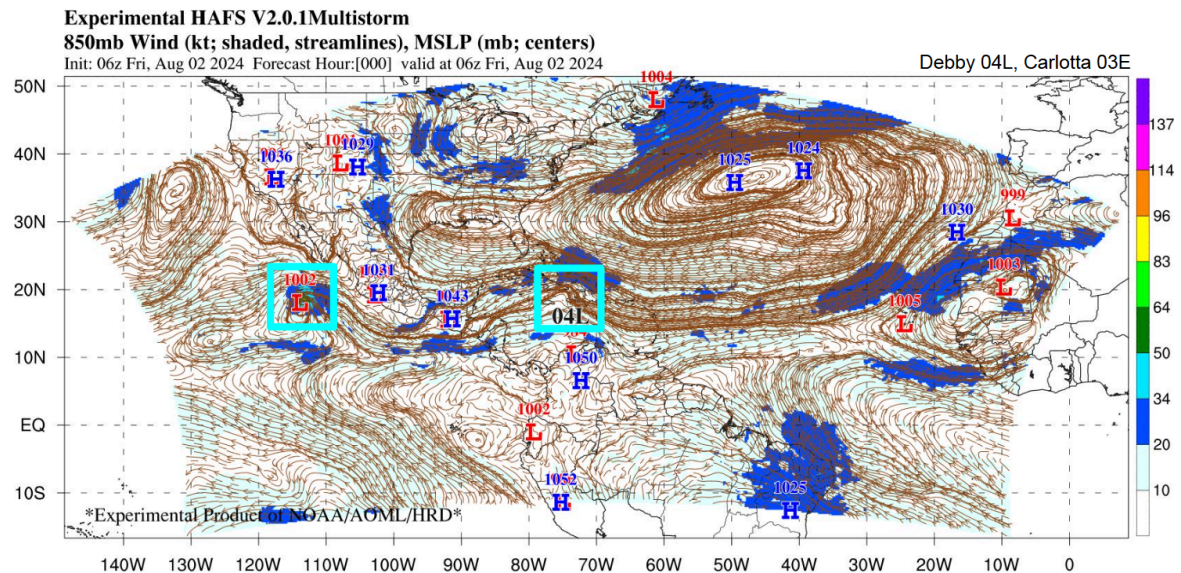 Experimental HAFS V2.0.1Multistorm
850mb Wind (kt; shaded, streamlines), MSLP (mb; centers)
Init: 06z Fri, Aug 02 2024 Forecast Hour:[000] valid at 06z Fri, Aug 02 2024
Debby 04L, Carlotta 03E
1004
L
50N
137
1036
H
L
1029
H
1025
H
1024
H
40N
114
999
L
1030
H
30N
96
1002
L
1031
H
1043
H
1003
L
1005
L
04L
20N
83
64
1050
H
10N
50
1002
L
EQ
34
1052
H
1025
H
10S
20
10
*Experimental Product of NOAA/AOML/HRD*
140W 130W 120W 110W 100W 90W 80W 70W 60W 50W 40W 30W 20W 10W 0